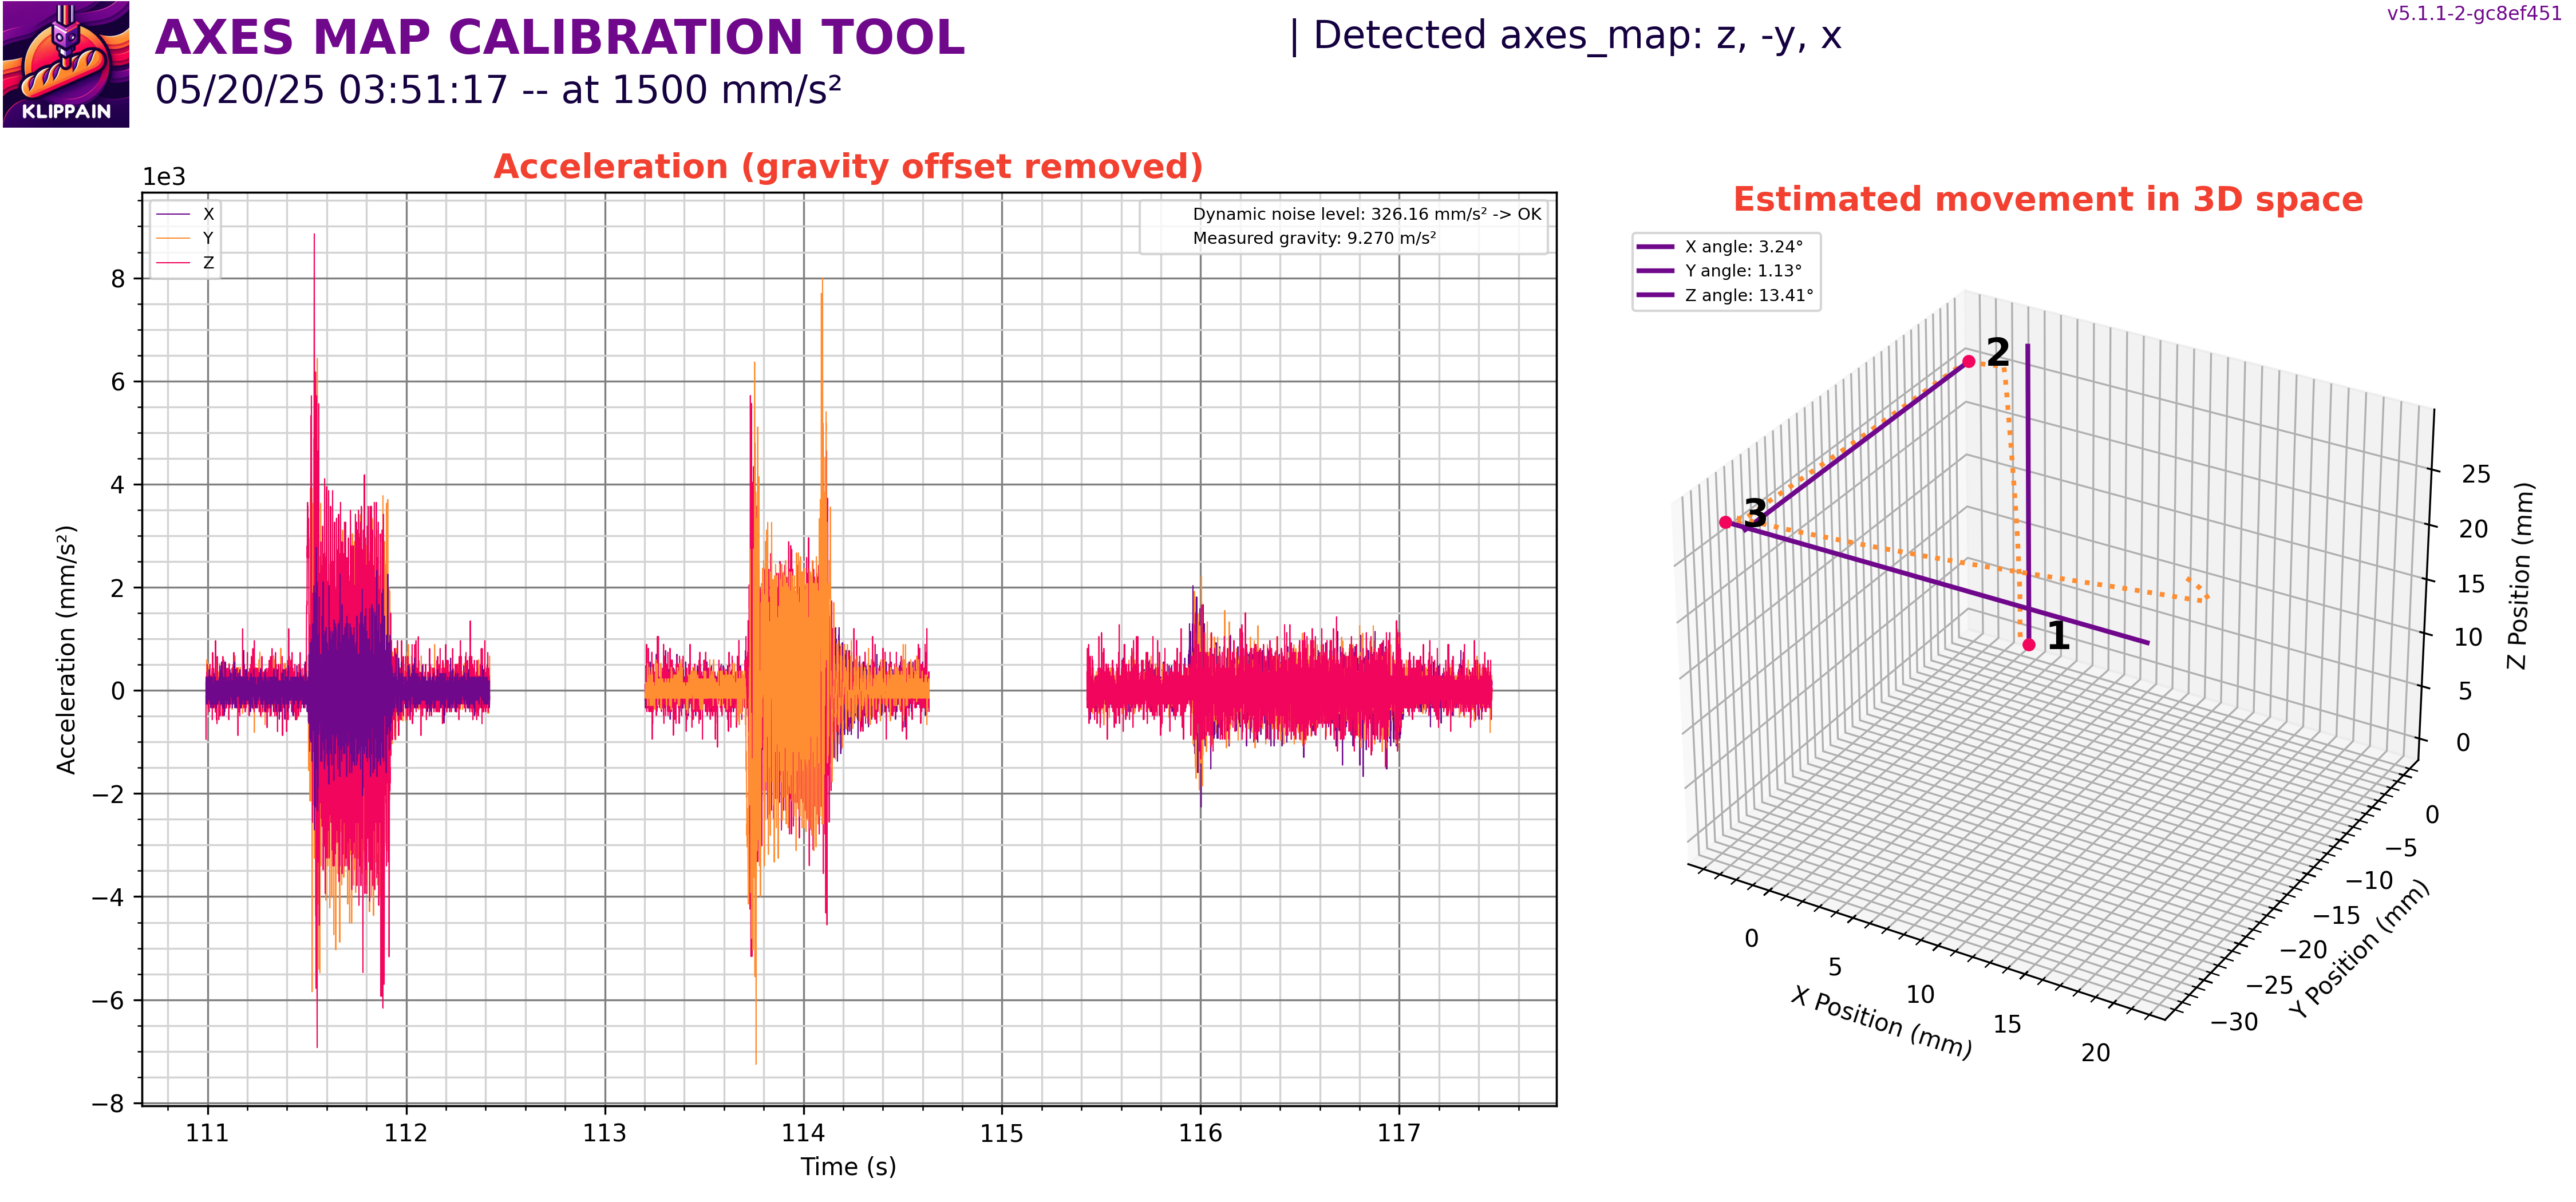 AXES MAP CALIBRATION TOOL
| Detected axes_map: z, -y, x
v5.1.1-2-gc8ef451
05/20/25 03:51:17 -- at 1500 mm/s²
KLIPPAIN
Acceleration (gravity offset removed)
1e3
X
Y
Z
Dynamic noise level: 326.16 mm/s² -> OK
Measured gravity: 9.270 m/s²
8
6
4
2
0
−2
−4
−6
−8
Acceleration (mm/s²)
111
112
113
114
115
116
117
Time (s)
Estimated movement in 3D space
X angle: 3.24°
Y angle: 1.13°
Z angle: 13.41°
2
3
1
25
20
15
10
5
0
Z Position (mm)
0
−5
−10
−15
−20
−25
−30
Y Position (mm)
0
5
10
15
20
X Position (mm)